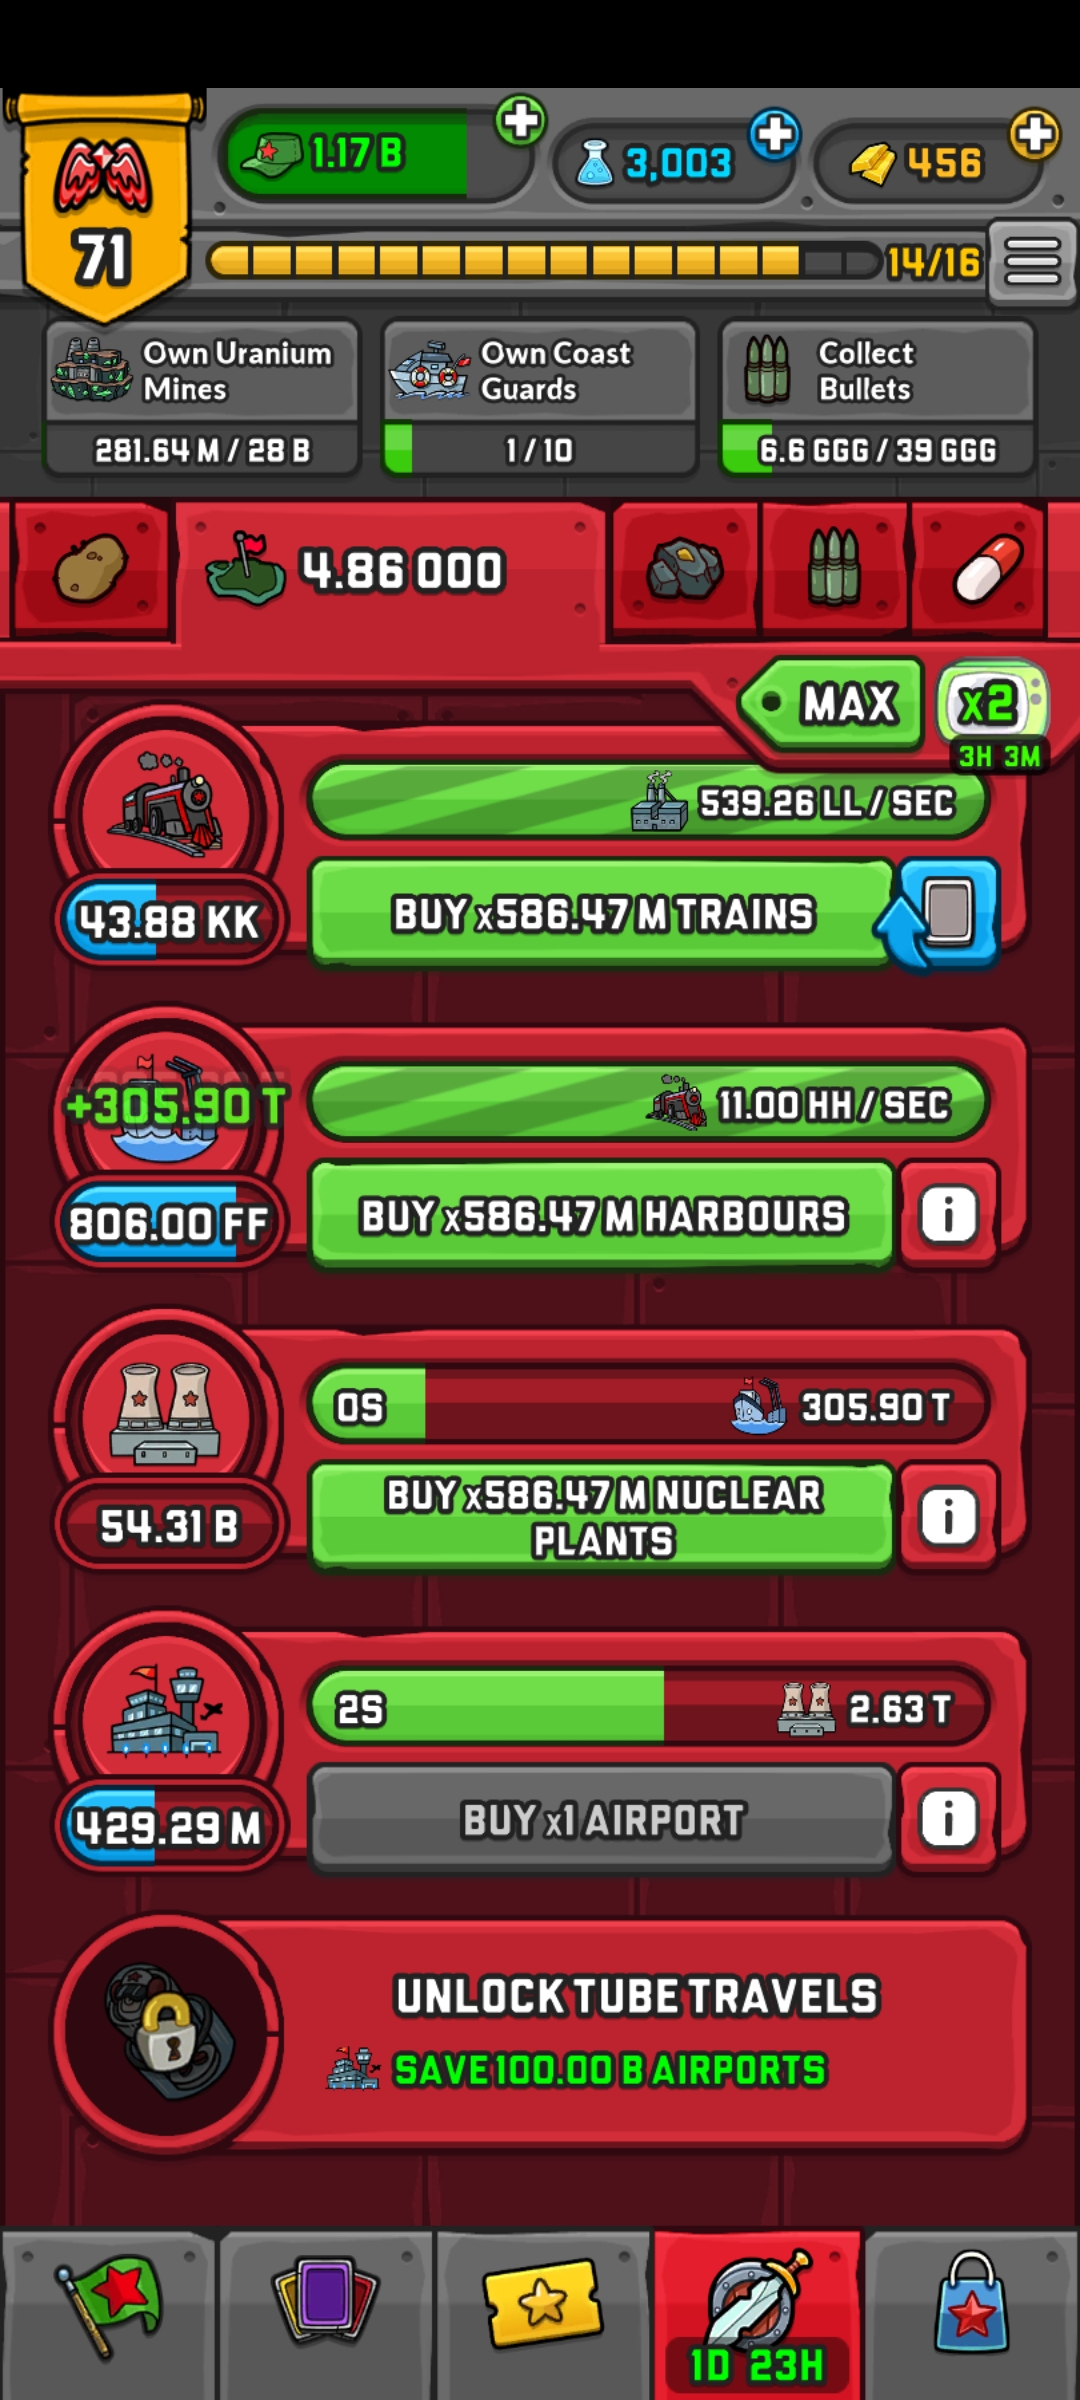 1.17 B
3,003
456
71
14/16
Own Uranium
Mines
281.64 M / 28 B
Own Coast
Guards
1 / 10
Collect
Bullets
6.6 GGG / 39 GGG
4.86 OOO
MAX
x2
3H 3M
539.26 LL / SEC
43.88 KK
BUY x586.47 M TRAINS
+305.90 T
11.00 HH / SEC
806.00 FF
BUY x586.47 M HARBOURS
i
0S
305.90 T
54.31 B
BUY x586.47 M NUCLEAR
PLANTS
i
2S
2.63 T
429.29 M
BUY x1 AIRPORT
i
UNLOCK TUBE TRAVELS
SAVE 100.00 B AIRPORTS
1D 23H